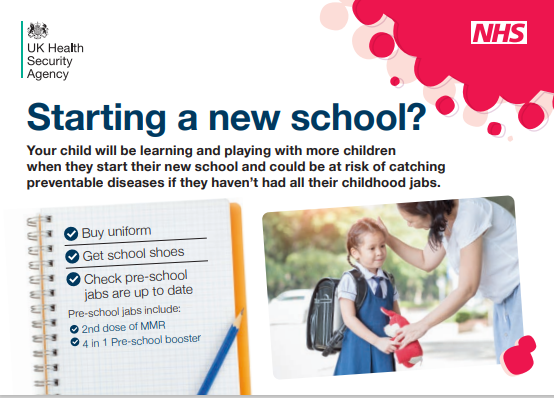 UK Health
Security
Agency
NHS
Starting a new school?
Your child will be learning and playing with more children
when they start their new school and could be at risk of catching
preventable diseases if they haven't had all their childhood jabs.
Buy uniform
Get school shoes
Check pre-school
jabs are up to date
Pre-school jabs include:
2nd dose of MMR
4 in 1 Pre-school booster